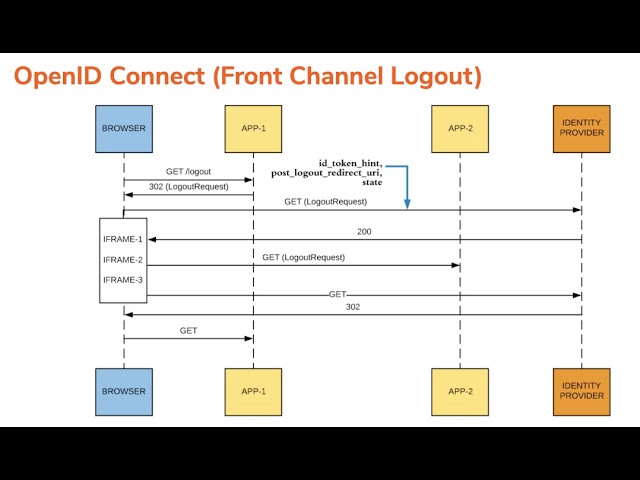 OpenID Connect (Front Channel Logout)
BROWSER
APP-1
APP-2
IDENTITY
PROVIDER
id_token_hint,
post_logout_redirect_uri,
state
GET /logout
302 (LogoutRequest)
GET (LogoutRequest)
200
IFRAME-1
IFRAME-2
GET (LogoutRequest)
IFRAME-3
GET
302
GET
BROWSER
APP-1
APP-2
IDENTITY
PROVIDER